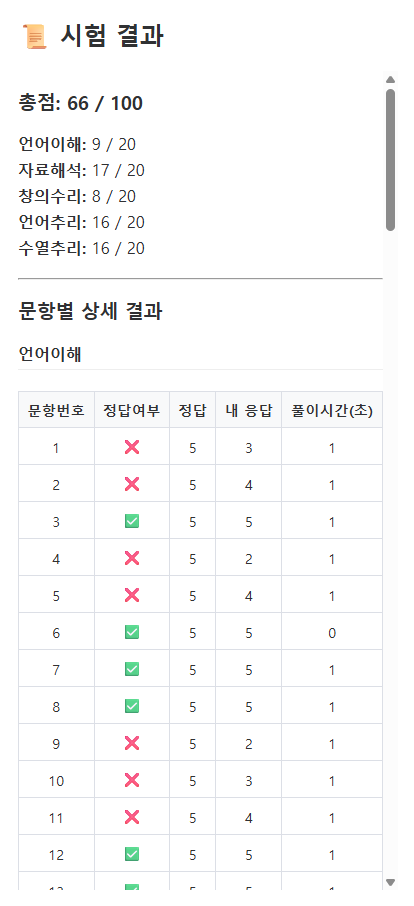 시험 결과
총점: 66 / 100
언어이해: 9 / 20
자료해석: 17 / 20
창의수리: 8 / 20
언어추리: 16 / 20
수열추리: 16 / 20
문항별 상세 결과
언어이해
문항번호 정답여부 정답 내 응답 풀이시간(초)
1 ❌ 5 3 1
2 ❌ 5 4 1
3 ✅ 5 5 1
4 ❌ 5 2 1
5 ❌ 5 4 1
6 ✅ 5 5 0
7 ✅ 5 5 1
8 ✅ 5 5 1
9 ❌ 5 2 1
10 ❌ 5 3 1
11 ❌ 5 4 1
12 ✅ 5 5 1